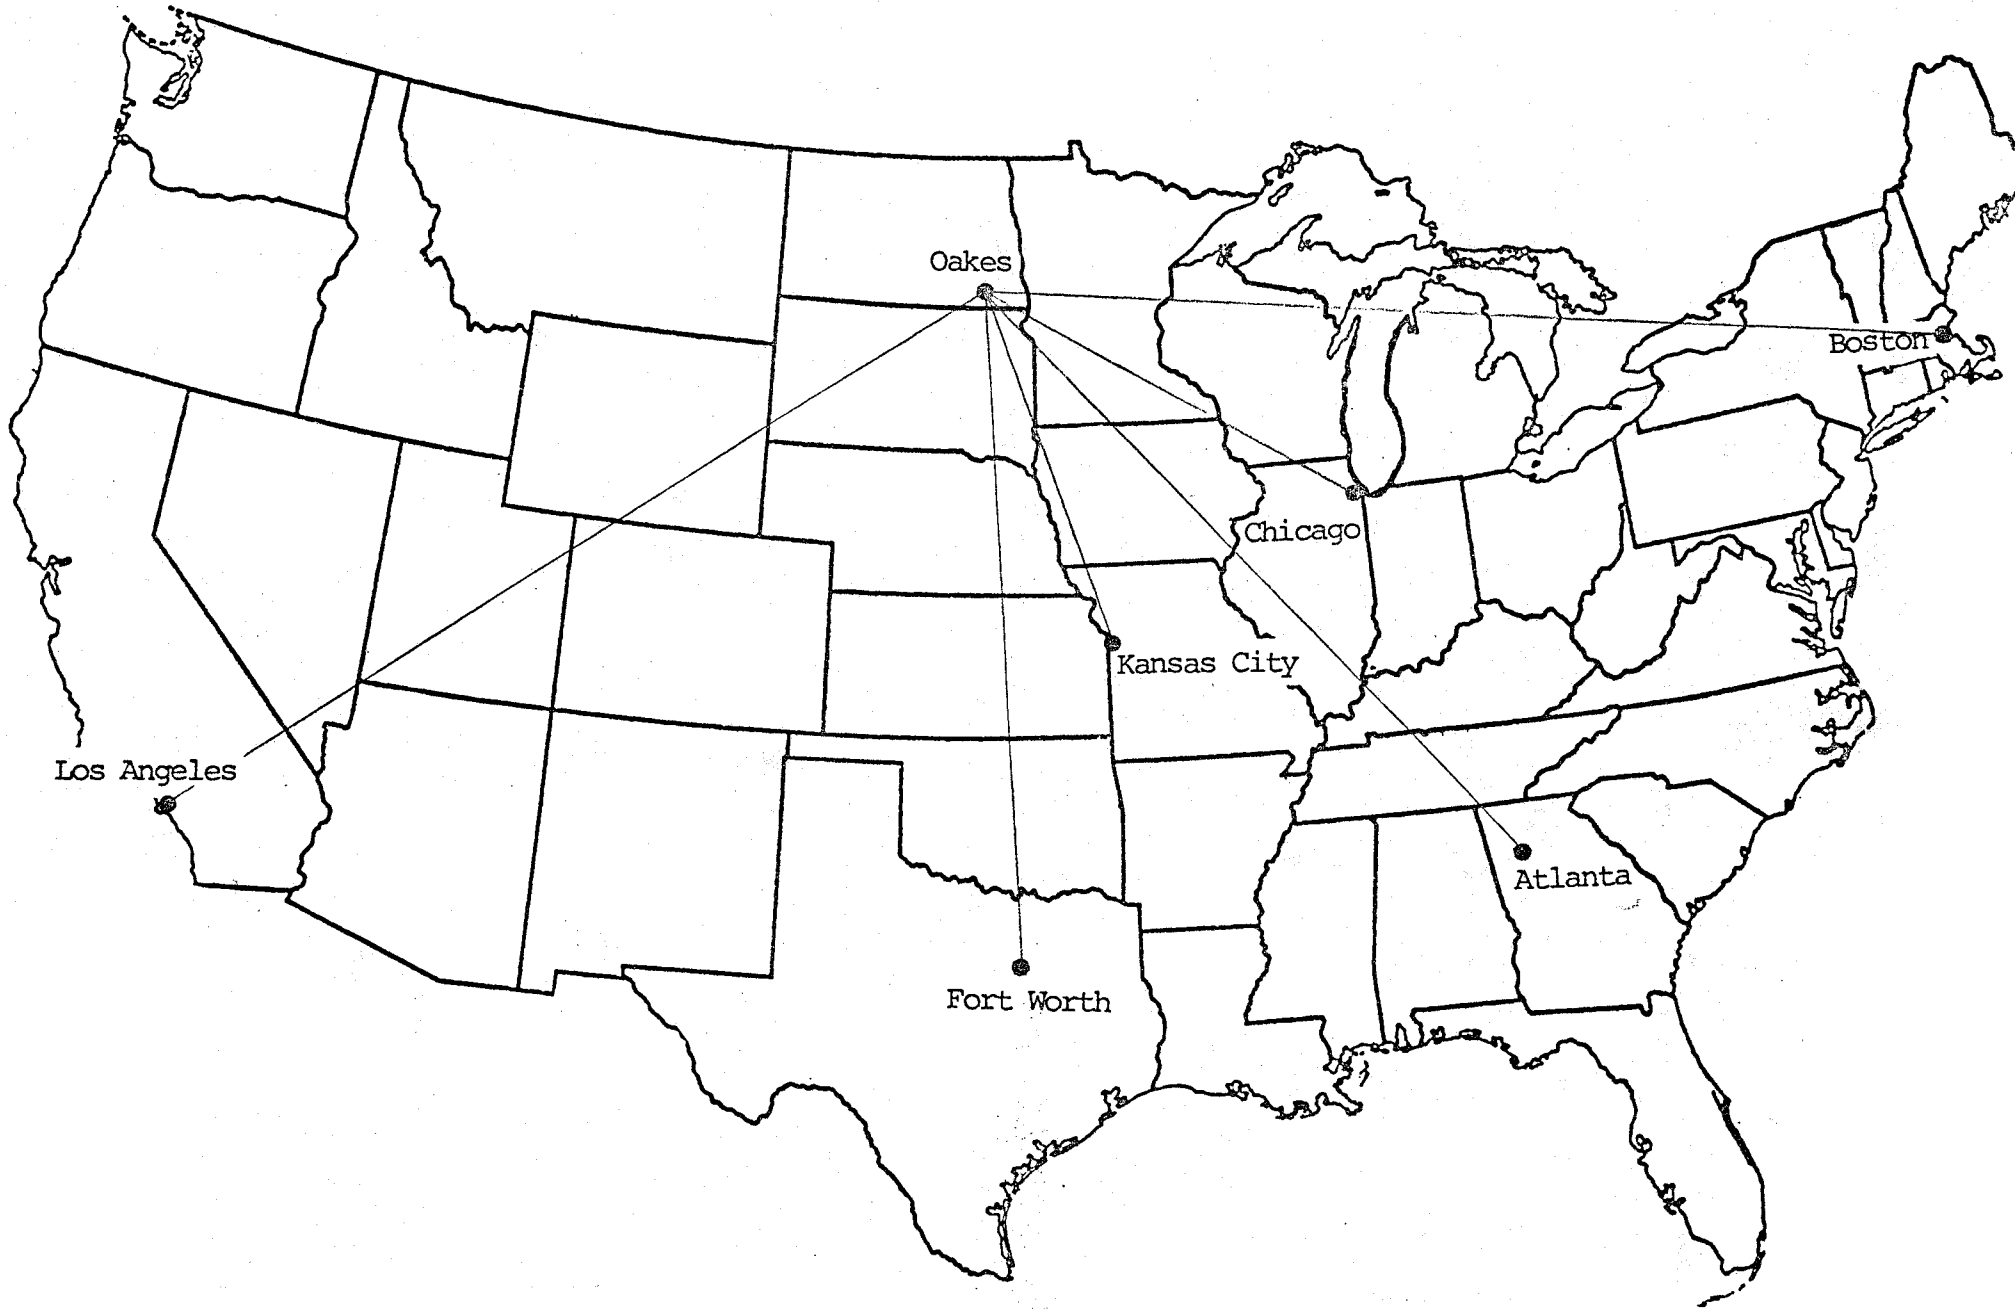 Oakes
Boston
Chicago
Kansas City
Los Angeles
Atlanta
Fort Worth